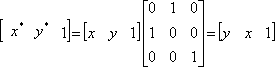 [ x* y* 1] = [x y 1] [0 1 0
1 0 0
0 0 1] = [y x 1]